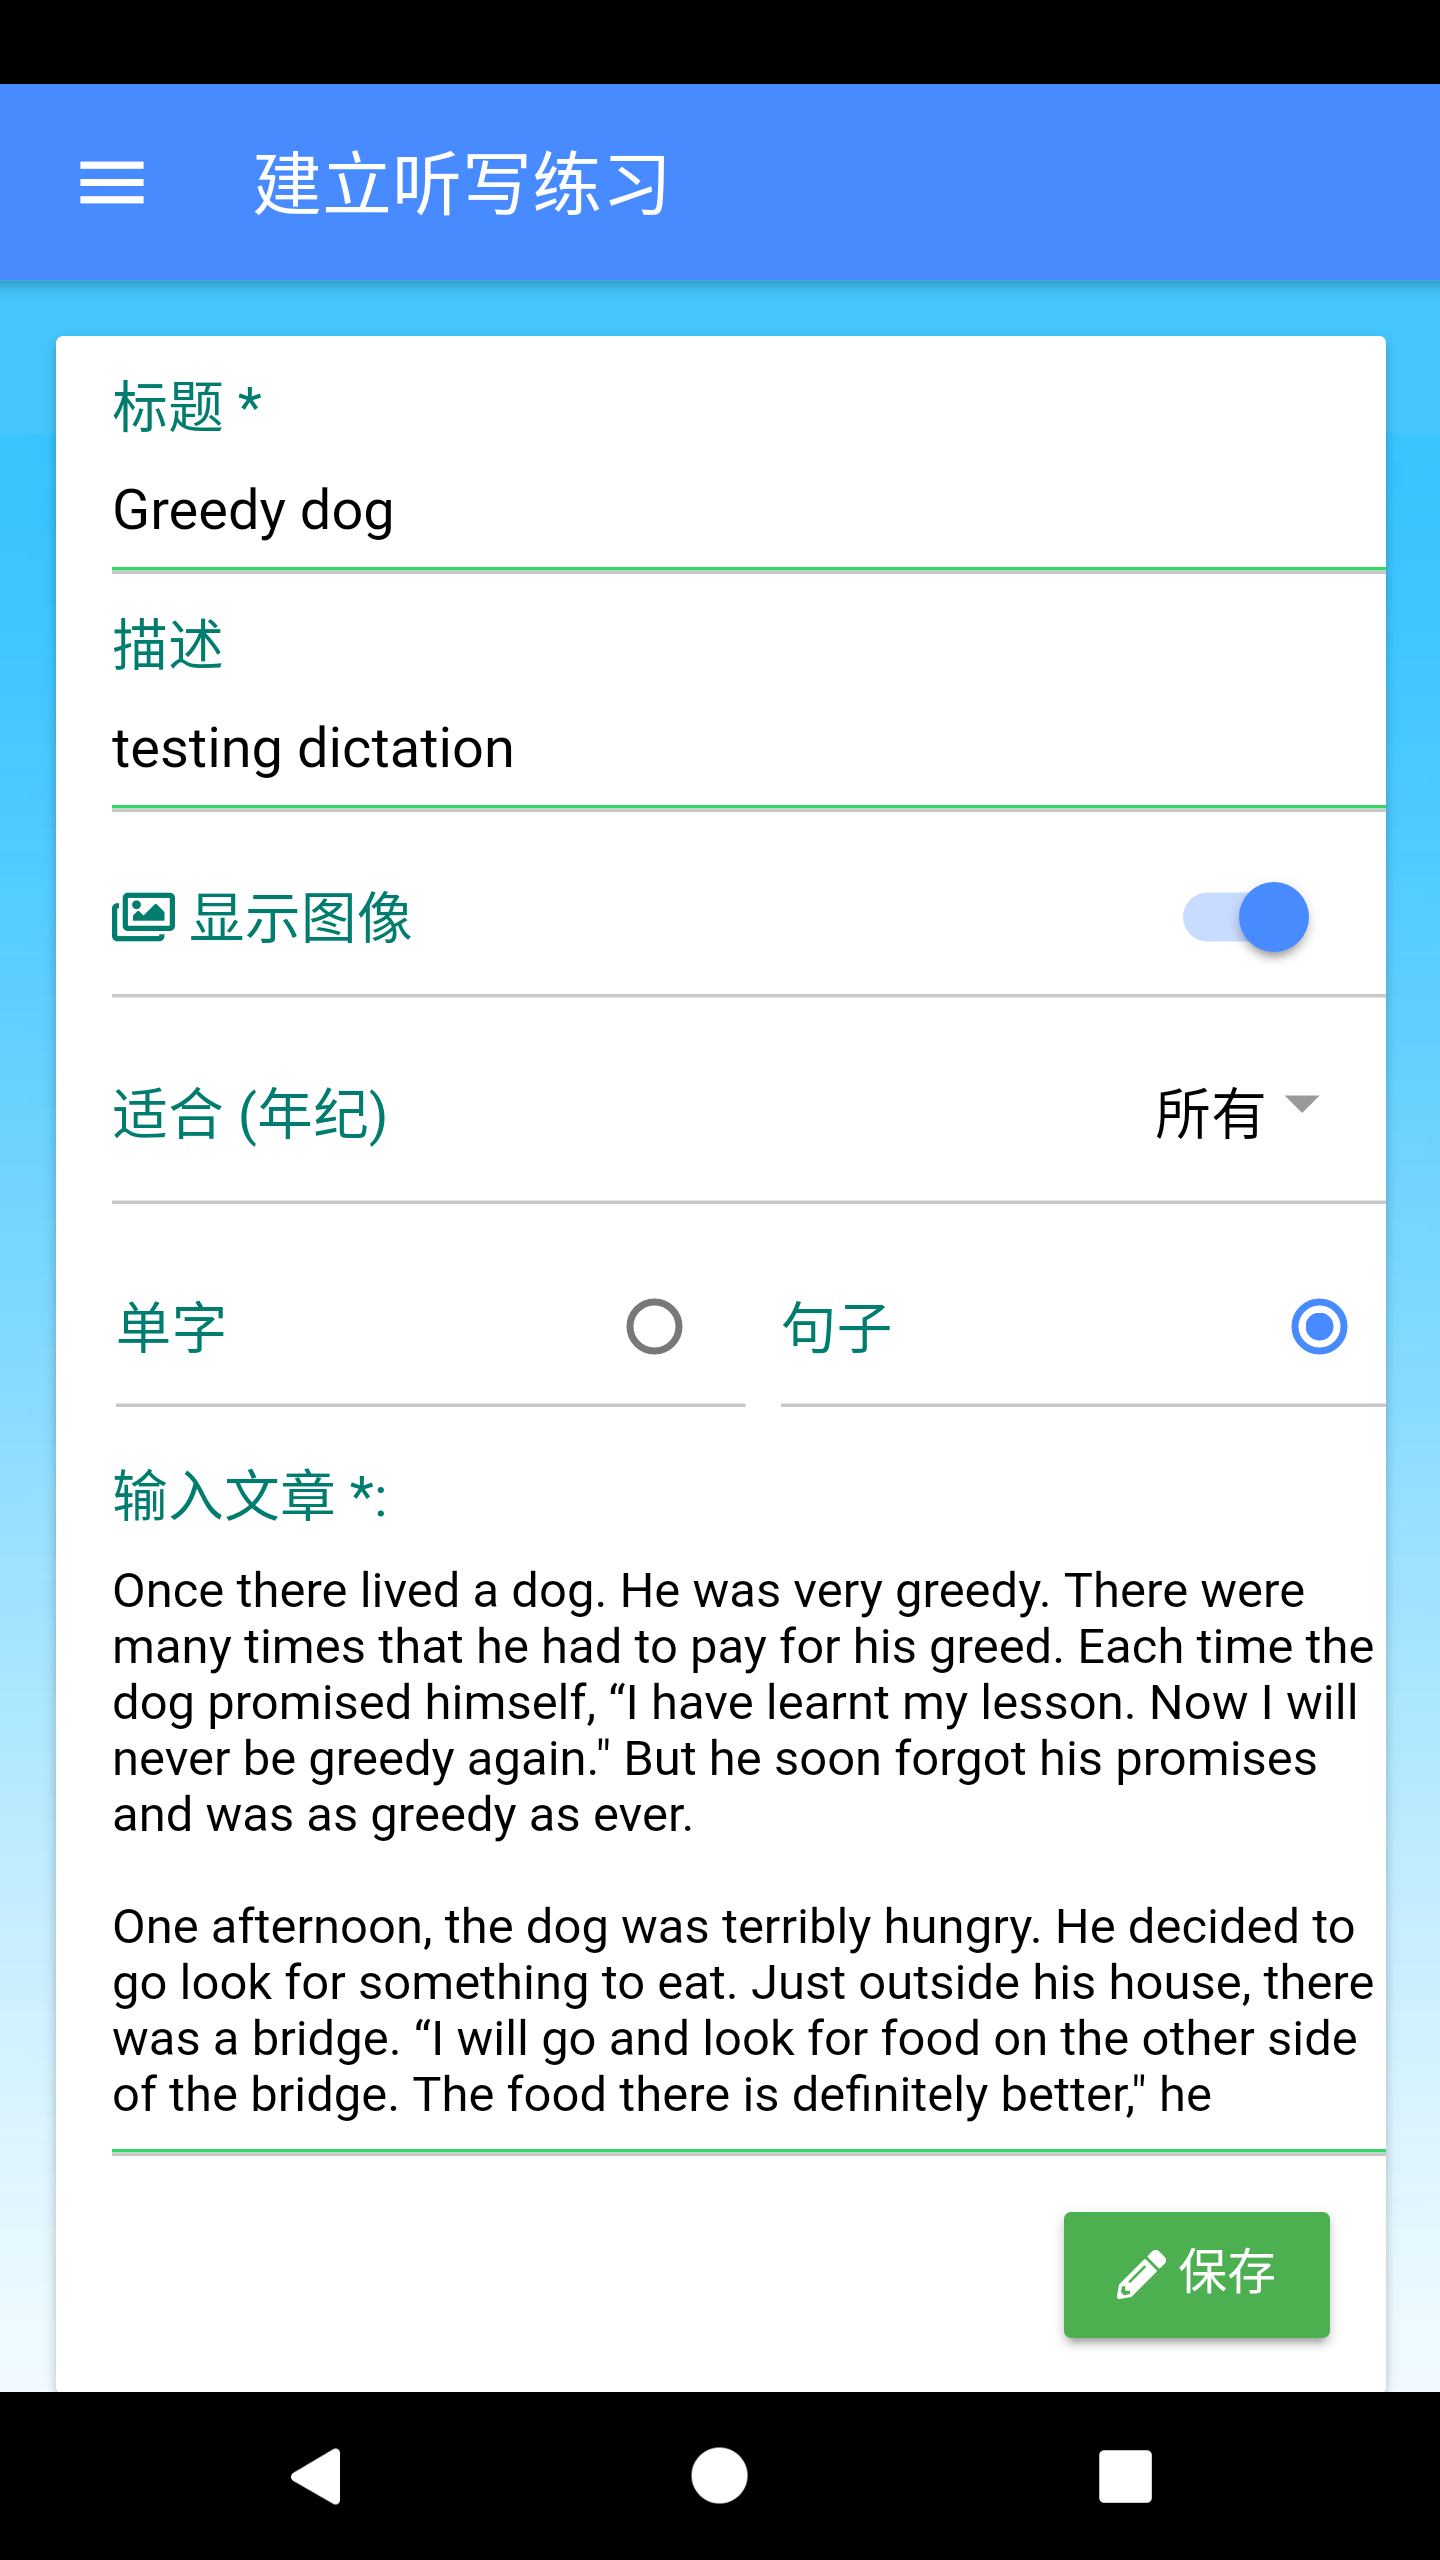 建立听写练习
标题 *
Greedy dog
描述
testing dictation
显示图像
适合 (年纪)
所有
单字
句子
输入文章 *:
Once there lived a dog. He was very greedy. There were
many times that he had to pay for his greed. Each time the
dog promised himself, “I have learnt my lesson. Now I will
never be greedy again." But he soon forgot his promises
and was as greedy as ever.
One afternoon, the dog was terribly hungry. He decided to
go look for something to eat. Just outside his house, there
was a bridge. “I will go and look for food on the other side
of the bridge. The food there is definitely better," he
保存